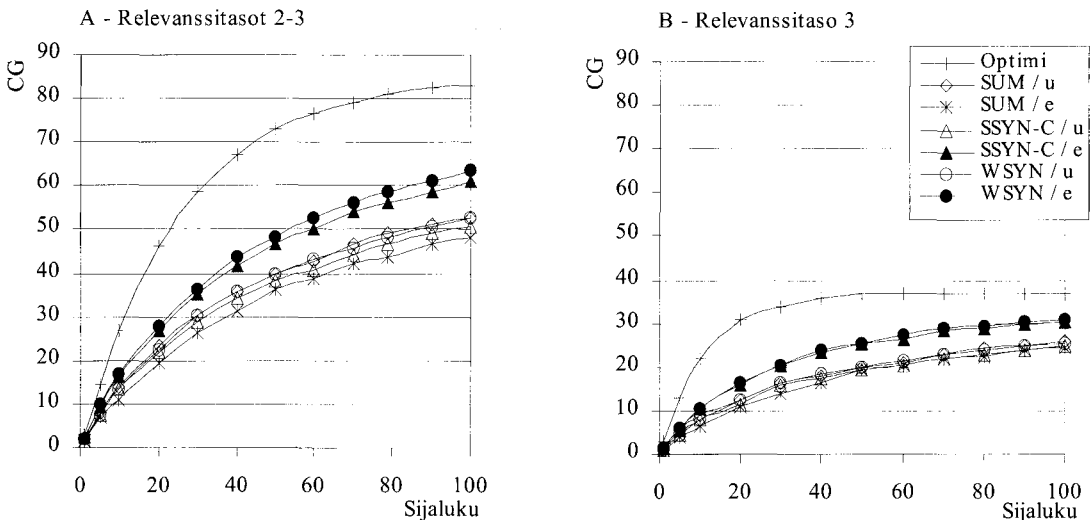 A - Relevanssitasot 2-3
CG
90
80
70
60
50
40
30
20
10
0
0 20 40 60 80 100
Sijaluku
B - Relevanssitaso 3
CG
90
80
70
60
50
40
30
20
10
0
0 20 40 60 80 100
Sijaluku
Optimi
SUM / u
SUM / e
SSYN-C / u
SSYN-C / e
WSYN / u
WSYN / e